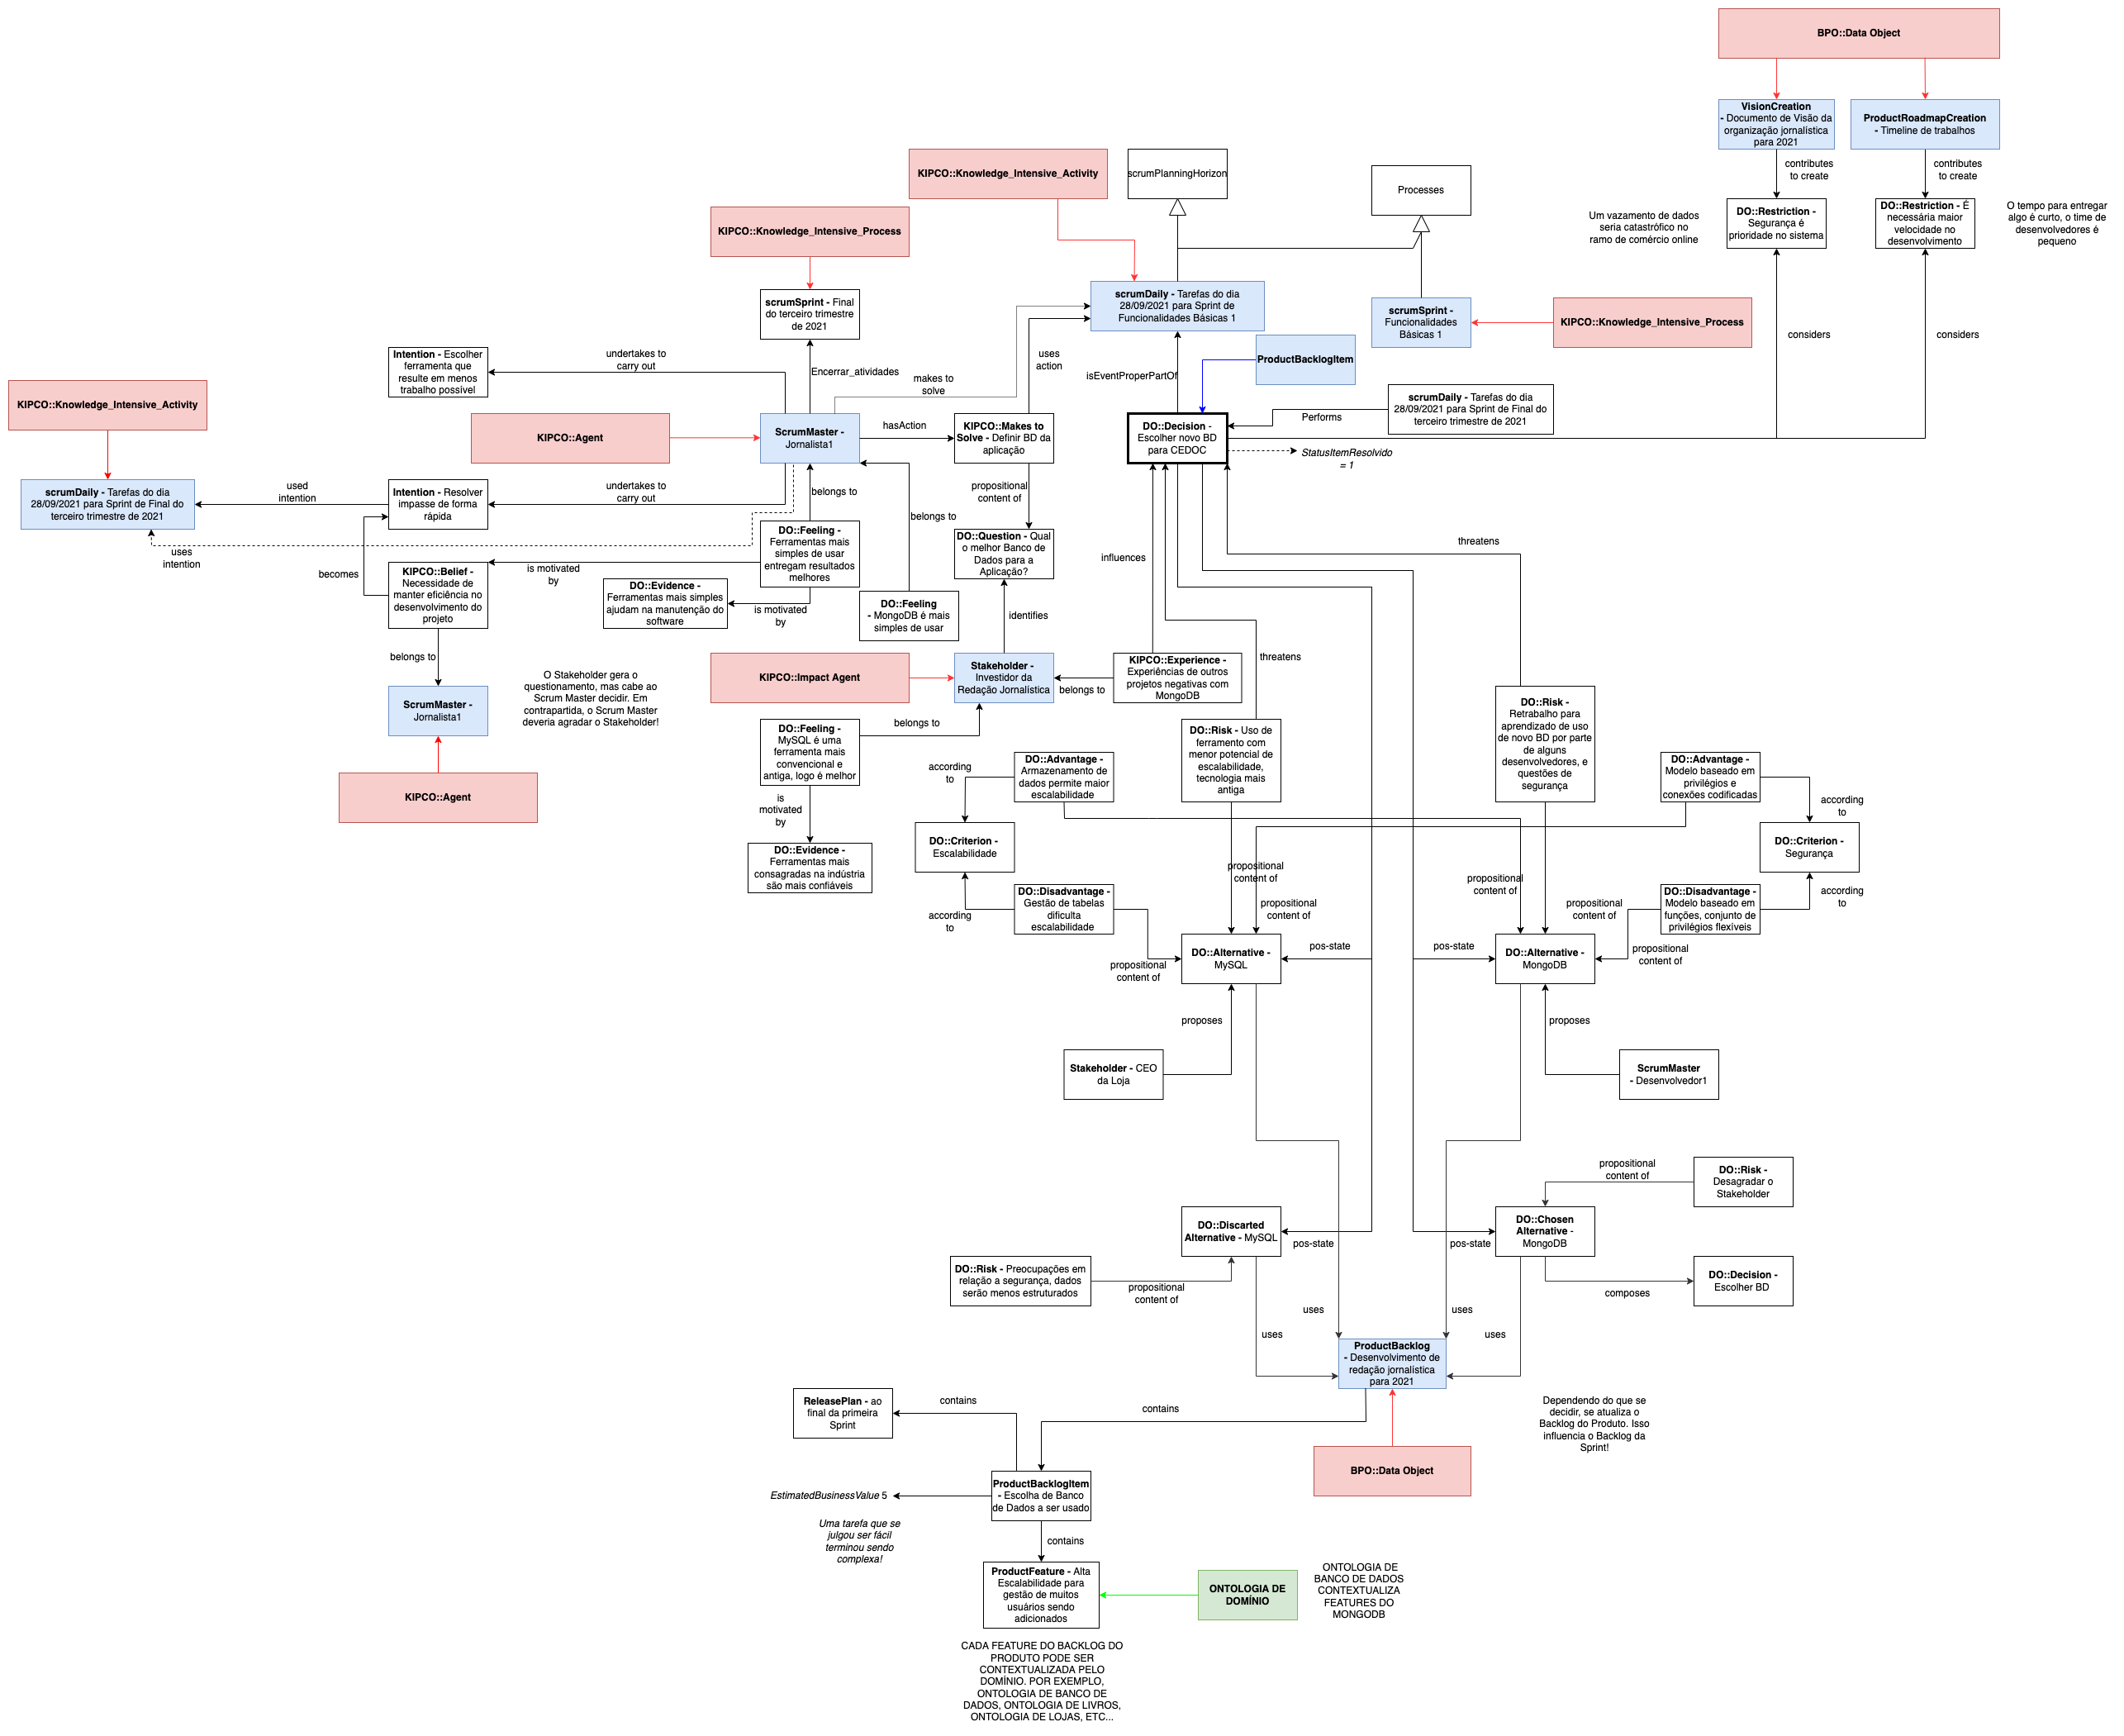 BPO::Data Object
VisionCreation
- Documento de Visão da
organização jornalística
para 2021
ProductRoadmapCreation
- Timeline de trabalhos
contributes
to create
contributes
to create
Um vazamento de dados
seria catastrófico no
ramo de comércio online
DO::Restriction -
Segurança é
prioridade no sistema
DO::Restriction - É
necessária maior
velocidade no
desenvolvimento
O tempo para entregar
algo é curto, o time de
desenvolvedores é
pequeno
considers
considers
KIPCO::Knowledge_Intensive_Activity
scrumPlanningHorizon
Processes
KIPCO::Knowledge_Intensive_Process
scrumSprint - Final
do terceiro trimestre
de 2021
scrumDaily - Tarefas do dia
28/09/2021 para Sprint de
Funcionalidades Básicas 1
scrumSprint -
Funcionalidades
Básicas 1
KIPCO::Knowledge_Intensive_Process
Intention - Escolher
ferramenta que
resulte em menos
trabalho possível
undertakes to
carry out
Encerrar_atividades
makes to
solve
uses
action
isEventProperPartOf
ProductBacklogItem
KIPCO::Knowledge_Intensive_Activity
KIPCO::Agent
ScrumMaster -
Jornalista1
hasAction
KIPCO::Makes to
Solve - Definir BD da
aplicação
DO::Decision -
Escolher novo BD
para CEDOC
Performs
scrumDaily - Tarefas do dia
28/09/2021 para Sprint de Final do
terceiro trimestre de 2021
StatusItemResolvido
= 1
scrumDaily - Tarefas do dia
28/09/2021 para Sprint de Final do
terceiro trimestre de 2021
used
intention
Intention - Resolver
impasse de forma
rápida
undertakes to
carry out
belongs to
belongs to
propositional
content of
uses
intention
becomes
KIPCO::Belief -
Necessidade de
manter eficiência no
desenvolvimento do
projeto
is motivated
by
DO::Feeling -
Ferramentas mais
simples de usar
entregam resultados
melhores
DO::Evidence -
Ferramentas mais simples
ajudam na manutenção do
software
is motivated
by
DO::Feeling
- MongoDB é mais
simples de usar
DO::Question - Qual
o melhor Banco de
Dados para a
Aplicação?
influences
threatens
identifies
belongs to
O Stakeholder gera o
questionamento, mas cabe ao
Scrum Master decidir. Em
contrapartida, o Scrum Master
deveria agradar o Stakeholder!
ScrumMaster -
Jornalista1
KIPCO::Agent
KIPCO::Impact Agent
Stakeholder -
Investidor da
Redação Jornalística
belongs to
KIPCO::Experience -
Experiências de outros
projetos negativas com
MongoDB
threatens
DO::Feeling -
MySQL é uma
ferramenta mais
convencional e
antiga, logo é melhor
belongs to
is
motivated
by
DO::Evidence -
Ferramentas mais
consagradas na indústria
são mais confiáveis
DO::Risk - Uso de
ferramento com
menor potencial de
escalabilidade,
tecnologia mais
antiga
DO::Risk -
Retrabalho para
aprendizado de uso
de novo BD por parte
de alguns
desenvolvedores, e
questões de
segurança
according
to
DO::Advantage -
Armazenamento de
dados permite maior
escalabilidade
DO::Advantage -
Modelo baseado em
privilégios e
conexões codificadas
according
to
DO::Criterion -
Escalabilidade
DO::Criterion -
Segurança
propositional
content of
propositional
content of
according
to
DO::Disadvantage -
Gestão de tabelas
dificulta
escalabilidade
propositional
content of
propositional
content of
DO::Disadvantage -
Modelo baseado em
funções, conjunto de
privilégios flexíveis
according
to
propositional
content of
DO::Alternative -
MySQL
pos-state
pos-state
DO::Alternative -
MongoDB
propositional
content of
proposes
proposes
Stakeholder - CEO
da Loja
ScrumMaster
- Desenvolvedor1
propositional
content of
DO::Risk -
Desagradar o
Stakeholder
DO::Discarted
Alternative - MySQL
pos-state
pos-state
DO::Chosen
Alternative -
MongoDB
DO::Risk - Preocupações em
relação a segurança, dados
serão menos estruturados
propositional
content of
composes
DO::Decision -
Escolher BD
uses
uses
uses
uses
ProductBacklog
- Desenvolvimento de
redação jornalística
para 2021
ReleasePlan - ao
final da primeira
Sprint
contains
contains
Dependendo do que se
decidir, se atualiza o
Backlog do Produto. Isso
influencia o Backlog da
Sprint!
BPO::Data Object
EstimatedBusinessValue 5
ProductBacklogItem
- Escolha de Banco
de Dados a ser usado
Uma tarefa que se
julgou ser fácil
terminou sendo
complexa!
contains
ProductFeature - Alta
Escalabilidade para
gestão de muitos
usuários sendo
adicionados
ONTOLOGIA DE
DOMÍNIO
ONTOLOGIA DE
BANCO DE DADOS
CONTEXTUALIZA
FEATURES DO
MONGODB
CADA FEATURE DO BACKLOG DO
PRODUTO PODE SER
CONTEXTUALIZADA PELO
DOMÍNIO. POR EXEMPLO,
ONTOLOGIA DE BANCO DE
DADOS, ONTOLOGIA DE LIVROS,
ONTOLOGIA DE LOJAS, ETC...